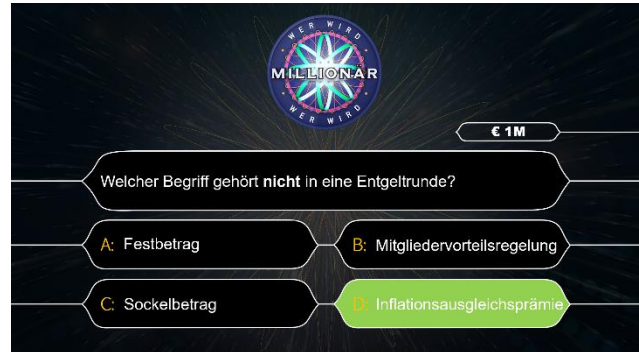 WER WIRD
MILLIONÄR
WER WIRD
€ 1M
Welcher Begriff gehört nicht in eine Entgeltrunde?
A: Festbetrag
B: Mitgliedervorteilsregelung
C: Sockelbetrag
D: Inflationsausgleichsprämie